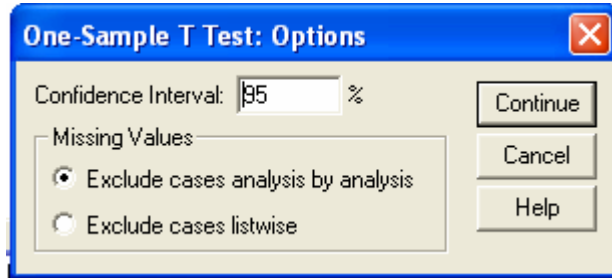 One-Sample T Test: Options
Confidence Interval: 95 %
Continue
Missing Values
Exclude cases analysis by analysis
Cancel
Exclude cases listwise
Help